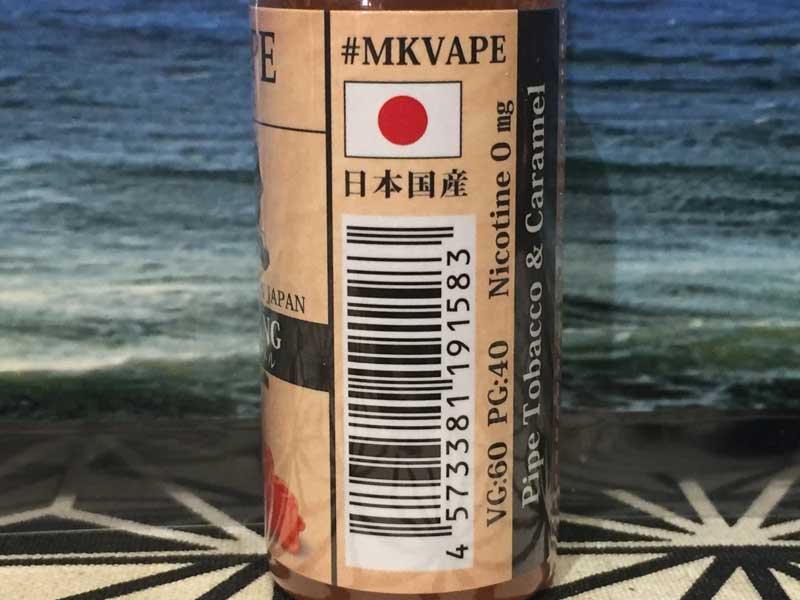 #MKVAPE
日本国産
4 573381 191583
VG:60 PG:40 Nicotine 0 ㎎
Pipe Tobacco & Caramel
JAPAN